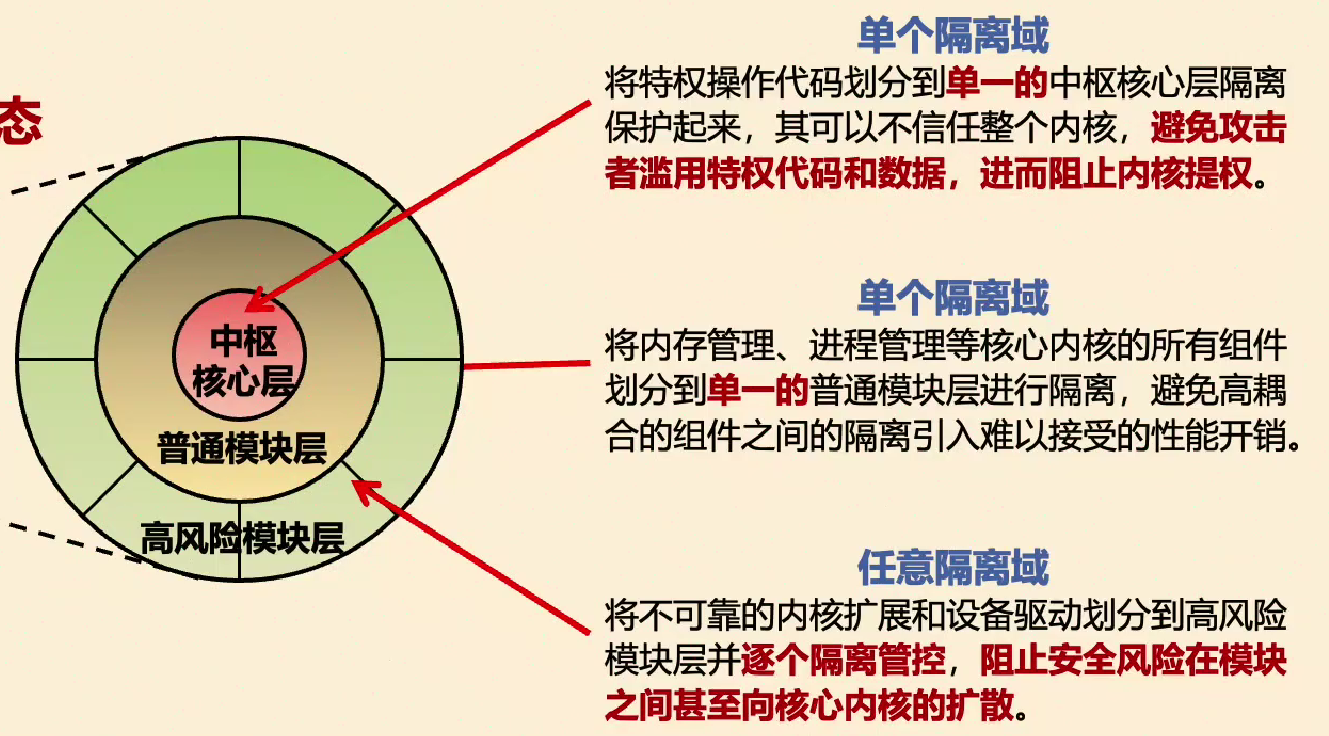 态
中枢
核心层
普通模块层
高风险模块层
单个隔离域
将特权操作代码划分到单一的中枢核心层隔离
保护起来，其可以不信任整个内核，避免攻击
者滥用特权代码和数据，进而阻止内核提权。
单个隔离域
将内存管理、进程管理等核心内核的所有组件
划分到单一的普通模块层进行隔离，避免高耦
合的组件之间的隔离引入难以接受的性能开销。
任意隔离域
将不可靠的内核扩展和设备驱动划分到高风险
模块层并逐个隔离管控，阻止安全风险在模块
之间甚至向核心内核的扩散。